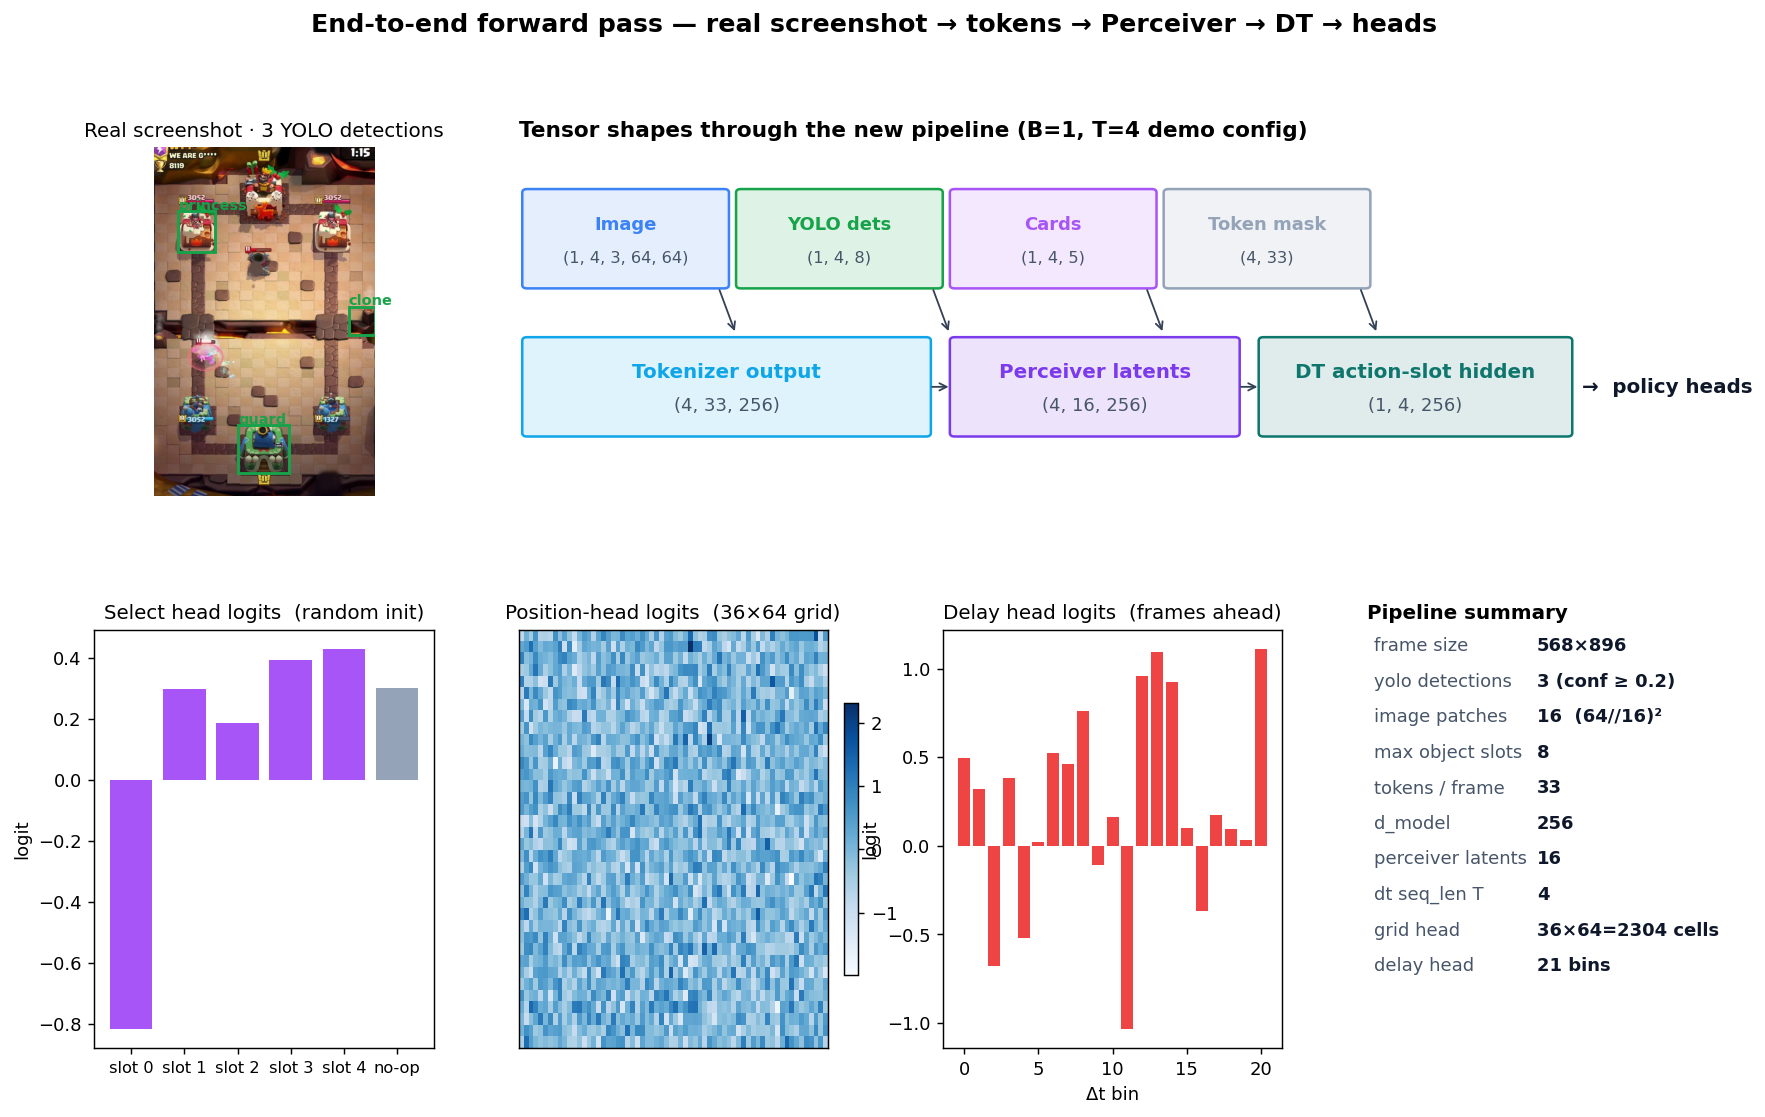 End-to-end forward pass — real screenshot → tokens → Perceiver → DT → heads
Real screenshot · 3 YOLO detections
WE ARE G****
8119
1:15
3052
3052
princess
clone
3052
1327
guard
Tensor shapes through the new pipeline (B=1, T=4 demo config)
Image
(1, 4, 3, 64, 64)
YOLO dets
(1, 4, 8)
Cards
(1, 4, 5)
Token mask
(4, 33)
Tokenizer output
(4, 33, 256)
Perceiver latents
(4, 16, 256)
DT action-slot hidden
(1, 4, 256)
→ policy heads
Select head logits (random init)
logit
0.4
0.2
0.0
−0.2
−0.4
−0.6
−0.8
slot 0 slot 1 slot 2 slot 3 slot 4 no-op
Position-head logits (36×64 grid)
2
1
0
−1
Delay head logits (frames ahead)
logit
1.0
0.5
0.0
−0.5
−1.0
0 5 10 15 20
Δt bin
Pipeline summary
frame size 568×896
yolo detections 3 (conf ≥ 0.2)
image patches 16 (64//16)²
max object slots 8
tokens / frame 33
d_model 256
perceiver latents 16
dt seq_len T 4
grid head 36×64=2304 cells
delay head 21 bins